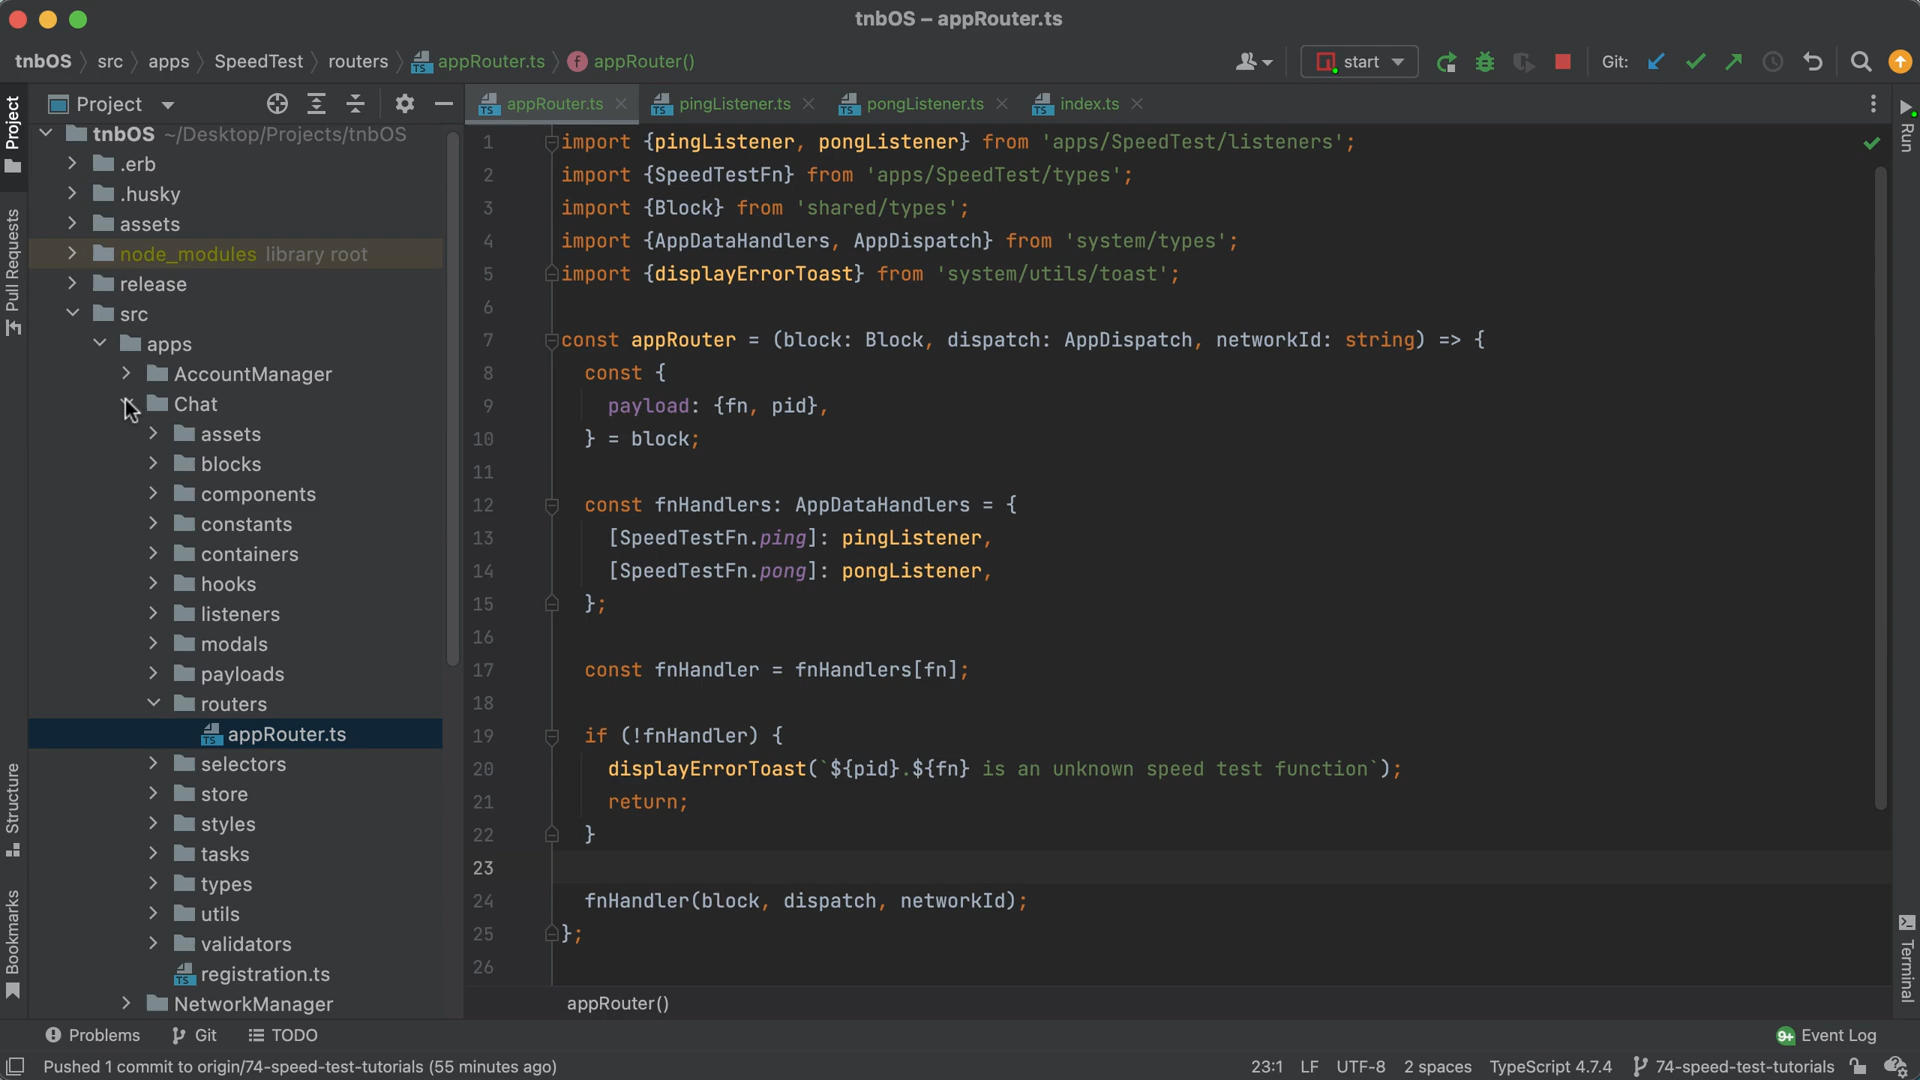 tnbOS – appRouter.ts
tnbOS src apps SpeedTest routers appRouter.ts appRouter()
start Git:
Project
appRouter.ts pingListener.ts pongListener.ts index.ts
Project
Pull Requests
Structure
Bookmarks
Run
Terminal
tnbOS ~/Desktop/Projects/tnbOS
.erb
.husky
assets
node_modules library root
release
src
apps
AccountManager
Chat
assets
blocks
components
constants
containers
hooks
listeners
modals
payloads
routers
appRouter.ts
selectors
store
styles
tasks
types
utils
validators
registration.ts
NetworkManager
1 import {pingListener, pongListener} from 'apps/SpeedTest/listeners';
2 import {SpeedTestFn} from 'apps/SpeedTest/types';
3 import {Block} from 'shared/types';
4 import {AppDataHandlers, AppDispatch} from 'system/types';
5 import {displayErrorToast} from 'system/utils/toast';
6
7 const appRouter = (block: Block, dispatch: AppDispatch, networkId: string) => {
8 const {
9 payload: {fn, pid},
10 } = block;
11
12 const fnHandlers: AppDataHandlers = {
13 [SpeedTestFn.ping]: pingListener,
14 [SpeedTestFn.pong]: pongListener,
15 };
16
17 const fnHandler = fnHandlers[fn];
18
19 if (!fnHandler) {
20 displayErrorToast(`${pid}.${fn} is an unknown speed test function`);
21 return;
22 }
23
24 fnHandler(block, dispatch, networkId);
25 };
26
appRouter()
Problems Git TODO
9+ Event Log
Pushed 1 commit to origin/74-speed-test-tutorials (55 minutes ago)
23:1 LF UTF-8 2 spaces TypeScript 4.7.4 74-speed-test-tutorials